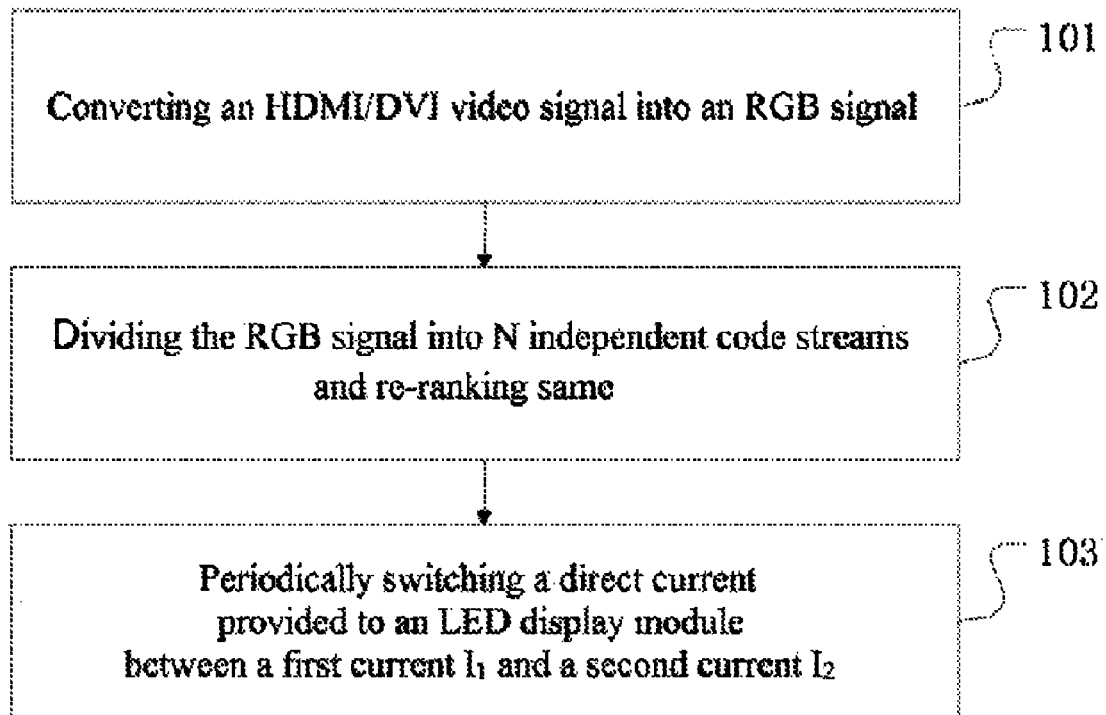 101
Converting an HDMI/DVI video signal into an RGB signal
102
Dividing the RGB signal into N independent code streams
and re-ranking same
103
Periodically switching a direct current
provided to an LED display module
between a first current I₁ and a second current I₂